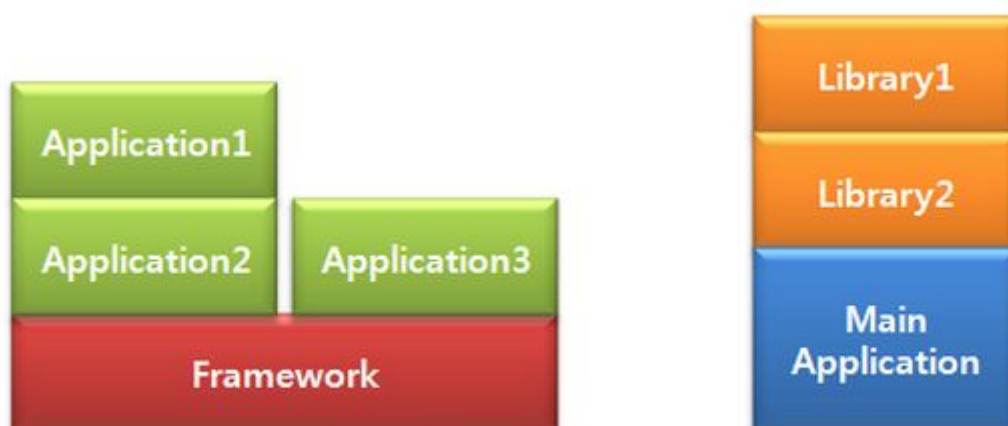 Application1
Application2
Application3
Framework
Library1
Library2
Main
Application